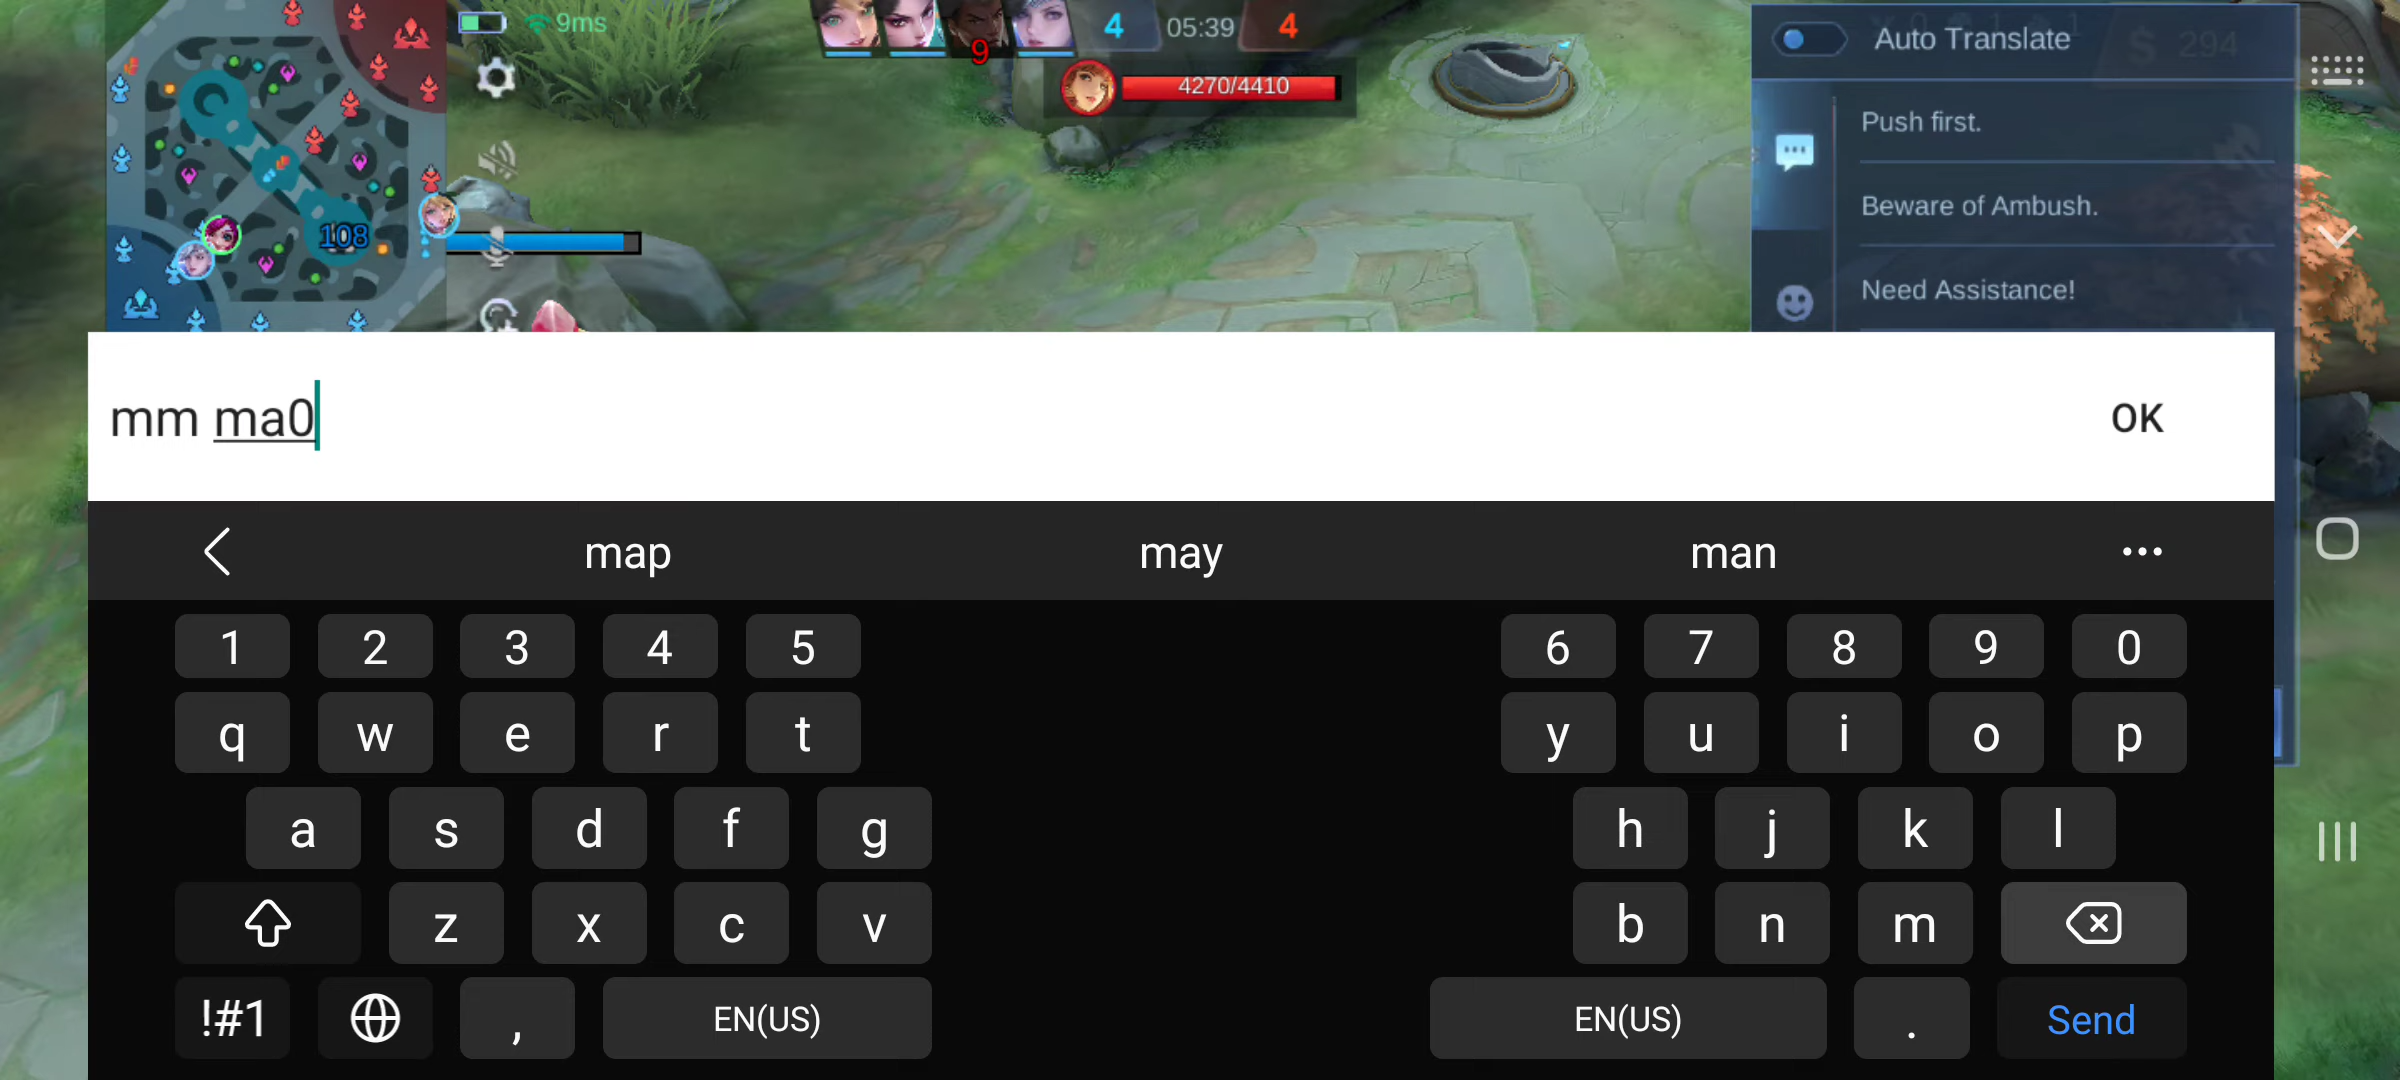 9ms
9
4 05:39 4
4270/4410
Auto Translate
294
Push first.
Beware of Ambush.
Need Assistance!
108
mm ma0
OK
map may man
1 2 3 4 5 6 7 8 9 0
q w e r t y u i o p
a s d f g h j k l
z x c v b n m
!#1 , EN(US) EN(US) . Send